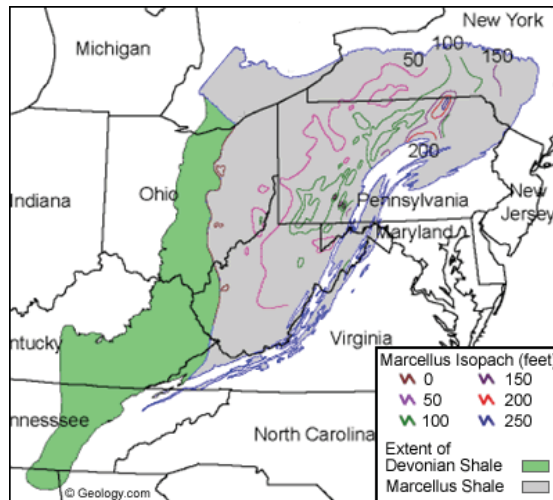 New York
Michigan
50
100
150
Ohio
Indiana
200
Pennsylvania
New
Jersey
Maryland
Virginia
ntucky
nnesssee
North Carolina
© Geology.com
Marcellus Isopach (feet)
0
150
50
200
100
250
Extent of
Devonian Shale
Marcellus Shale